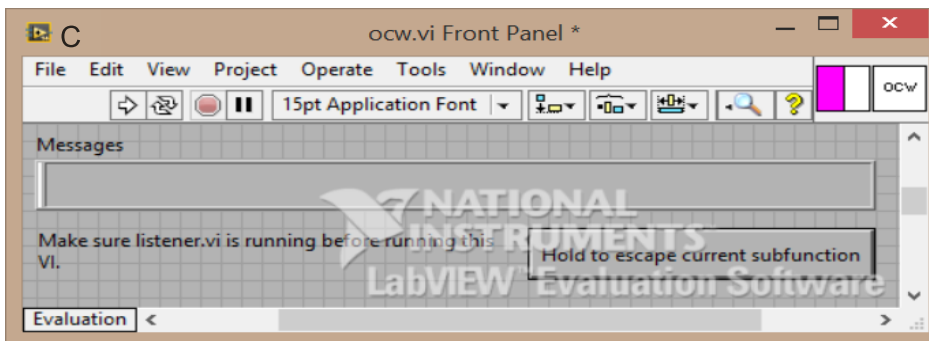 C
ocw.vi Front Panel *
File Edit View Project Operate Tools Window Help
15pt Application Font
ocw
Messages
NATIONAL
INSTRUMENTS
LabVIEW™ Evaluation Software
Make sure listener.vi is running before running this
VI.
Hold to escape current subfunction
Evaluation